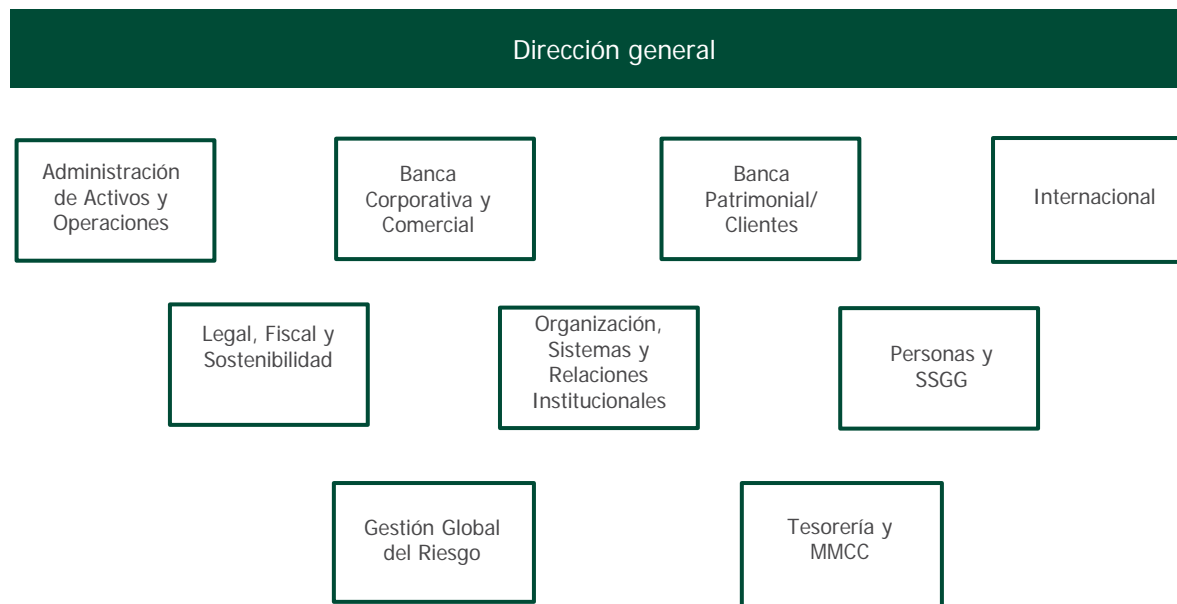 Dirección general
Administración
de Activos y
Operaciones
Banca
Corporativa y
Comercial
Banca
Patrimonial/
Clientes
Internacional
Legal, Fiscal y
Sostenibilidad
Organización,
Sistemas y
Relaciones
Institucionales
Personas y
SSGG
Gestión Global
del Riesgo
Tesorería y
MMCC